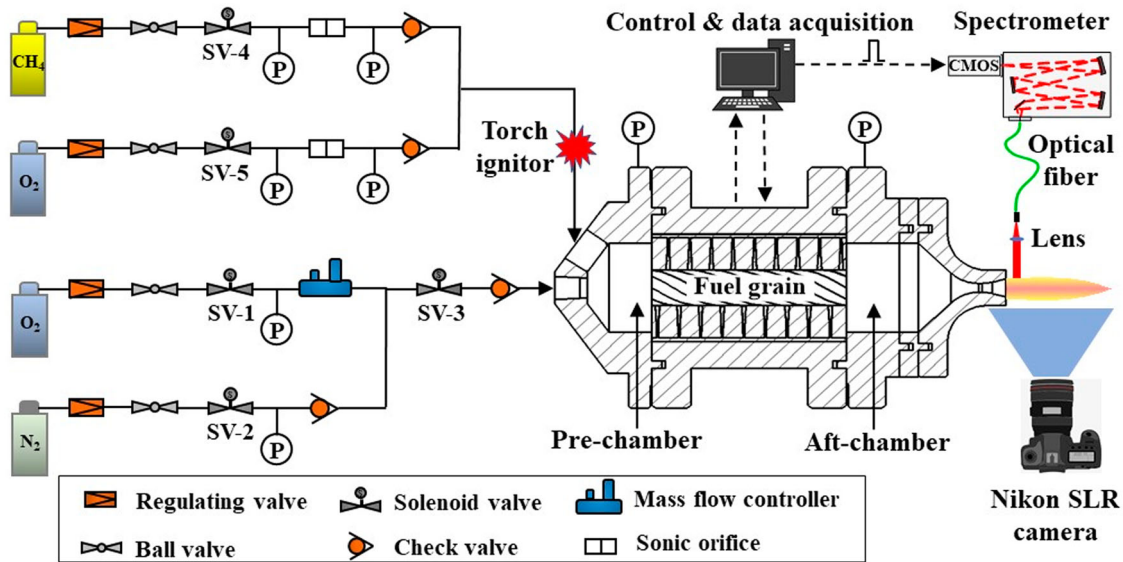 Control & data acquisition
Spectrometer
CH4
SV-4
P
P
CMOS
Torch
ignitor
P
P
O2
SV-5
P
P
Optical
fiber
Lens
O2
SV-1
P
SV-3
Fuel grain
N2
SV-2
P
Pre-chamber
Aft-chamber
Nikon SLR
camera
Regulating valve
Solenoid valve
Mass flow controller
Ball valve
Check valve
Sonic orifice